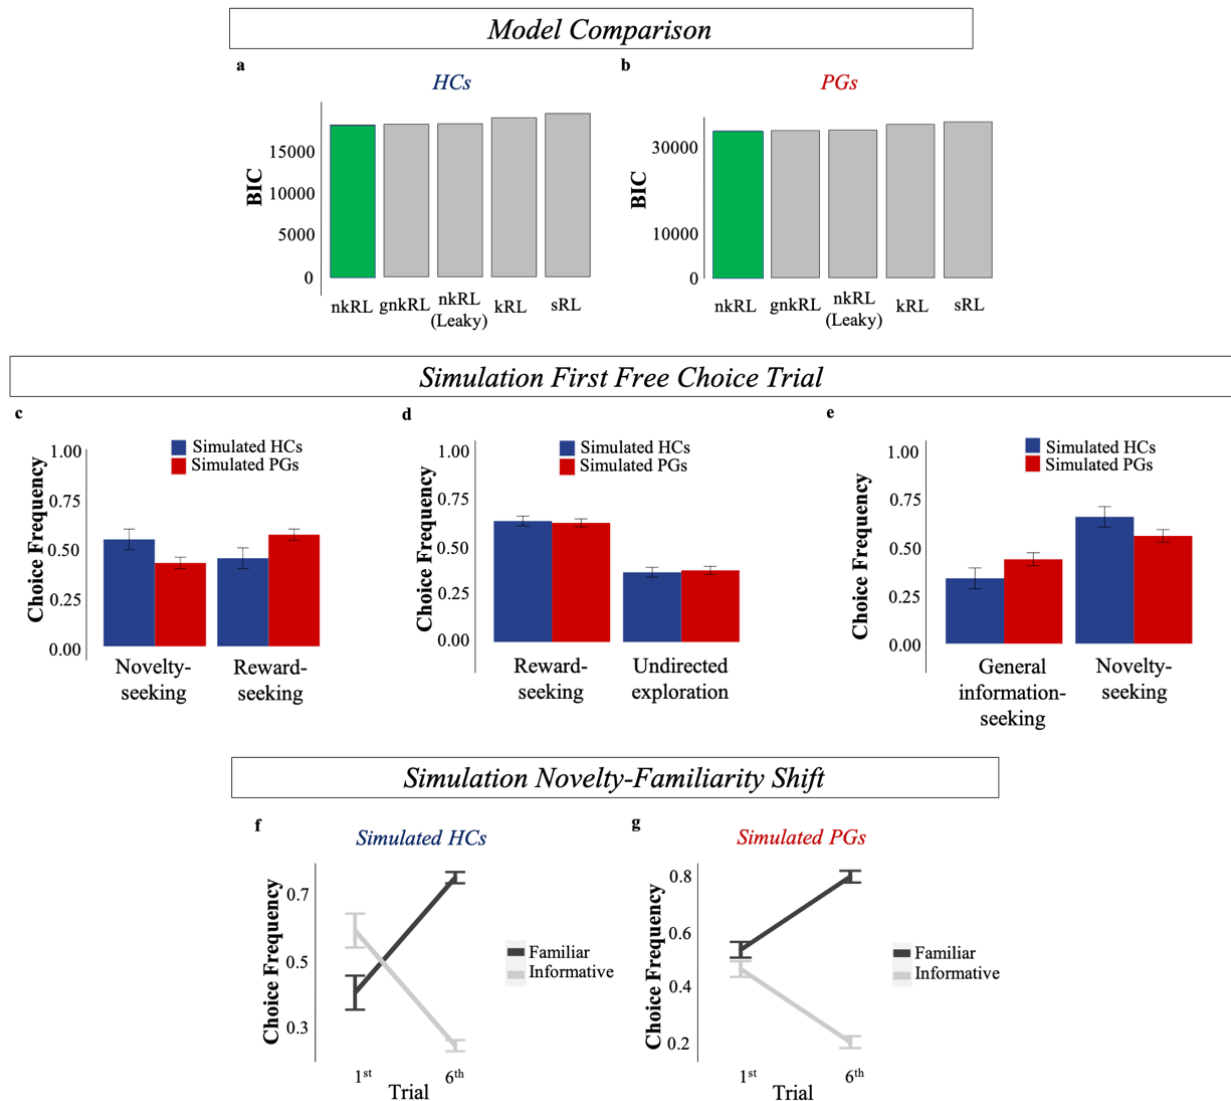 Model Comparison
a
b
HCs
PGs
BIC
15000
10000
5000
0
nkRL gnkRL nkRL (Leaky) kRL sRL
BIC
30000
10000
0
nkRL gnkRL nkRL (Leaky) kRL sRL
Simulation First Free Choice Trial
c
Simulated HCs
Simulated PGs
Choice Frequency
1.00
0.75
0.50
0.25
0.00
Novelty-
seeking
Reward-
seeking
d
Simulated HCs
Simulated PGs
Choice Frequency
1.00
0.75
0.50
0.25
0.00
Reward-
seeking
Undirected
exploration
e
Simulated HCs
Simulated PGs
Choice Frequency
1.00
0.75
0.50
0.25
0.00
General
information-
seeking
Novelty-
seeking
Simulation Novelty-Familiarity Shift
f
Simulated HCs
Choice Frequency
0.7
0.5
0.3
Familiar
Informative
1st 6th
Trial
g
Simulated PGs
Choice Frequency
0.8
0.6
0.4
0.2
Familiar
Informative
1st 6th
Trial